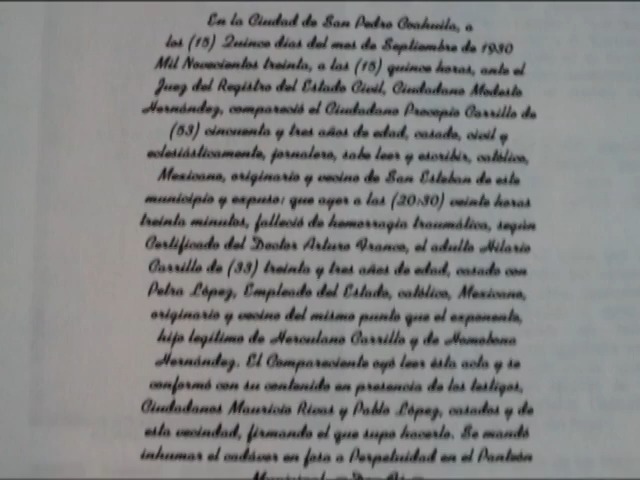 En la Ciudad de San Pedro Coahuila, a
los (15) Quince días del mes de Septiembre de 1930
Mil Novecientos treinta, a las (15) quince horas, ante el
Juez del Registro del Estado Civil, Ciudadano Modesto
Hernández, compareció el Ciudadano Procopio Carrillo de
(53) cincuenta y tres años de edad, casado, civil y
eclesiásticamente, jornalero, sabe leer y escribir, católico,
Mexicano, originario y vecino de San Esteban de este
municipio y expuso: que ayer a las (20:30) veinte horas
treinta minutos, falleció de hemorragia traumática, según
Certificado del Doctor Arturo Franco, el adulto Hilario
Carrillo de (33) treinta y tres años de edad, casado con
Petra López, Empleado del Estado, católico, Mexicano,
originario y vecino del mismo punto que el exponente,
hijo legítimo de Herculano Carrillo y de Homobona
Hernández. El Compareciente oyó leer ésta acta y se
conformó con su contenido en presencia de los testigos,
Ciudadanos Mauricio Rivas y Pablo López, casados y de
esta vecindad, firmando el que supo hacerlo. Se mandó
inhumar el cadáver en fosa a Perpetuidad en el Panteón